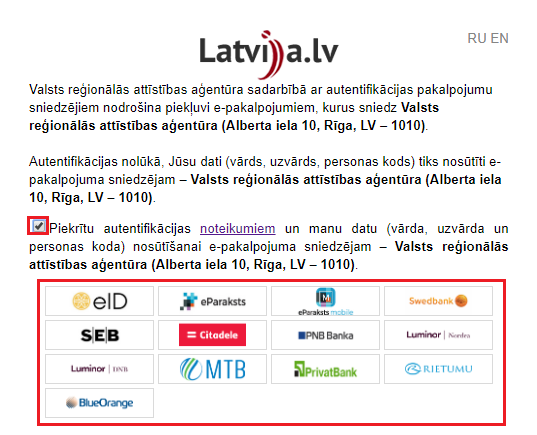 RU EN
Latvija.lv
Valsts reģionālās attīstības aģentūra sadarbībā ar autentifikācijas pakalpojumu
sniedzējiem nodrošina piekļuvi e-pakalpojumiem, kurus sniedz Valsts
reģionālās attīstības aģentūra (Alberta iela 10, Rīga, LV – 1010).
Autentifikācijas nolūkā, Jūsu dati (vārds, uzvārds, personas kods) tiks nosūtīti e-
pakalpojuma sniedzējam – Valsts reģionālās attīstības aģentūra (Alberta iela
10, Rīga, LV – 1010).
Piekrītu autentifikācijas noteikumiem un manu datu (vārda, uzvārda un
personas koda) nosūtīšanai e-pakalpojuma sniedzējam – Valsts reģionālās
attīstības aģentūra (Alberta iela 10, Rīga, LV – 1010).
eID eParaksts eParaksts mobile Swedbank
SEB Citadele PNB Banka Luminor | Nordea
Luminor | DNB MTB PrivatBank RIETUMU
BlueOrange